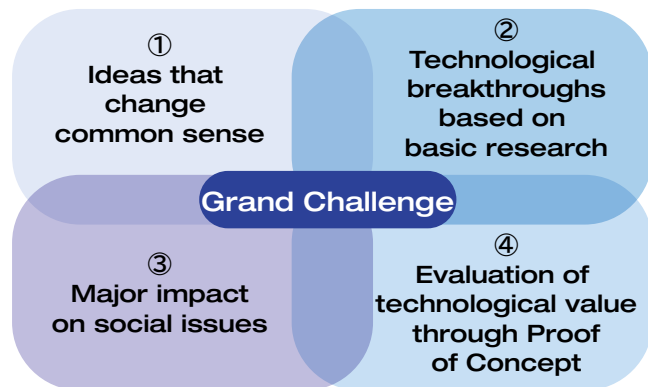 ①
Ideas that
change
common sense
②
Technological
breakthroughs
based on
basic research
Grand Challenge
③
Major impact
on social issues
④
Evaluation of
technological value
through Proof
of Concept